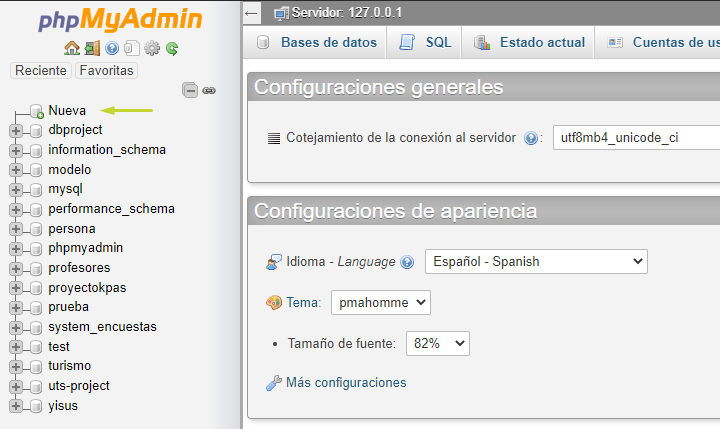 phpMyAdmin
Reciente Favoritas
Nueva
dbproject
information_schema
modelo
mysql
performance_schema
persona
phpmyadmin
profesores
proyectokpas
prueba
system_encuestas
test
turismo
uts-project
yisus
Servidor: 127.0.0.1
Bases de datos SQL Estado actual Cuentas de us
Configuraciones generales
Cotejamiento de la conexión al servidor : utf8mb4_unicode_ci
Configuraciones de apariencia
Idioma - Language Español - Spanish
Tema: pmahomme
• Tamaño de fuente: 82%
Más configuraciones